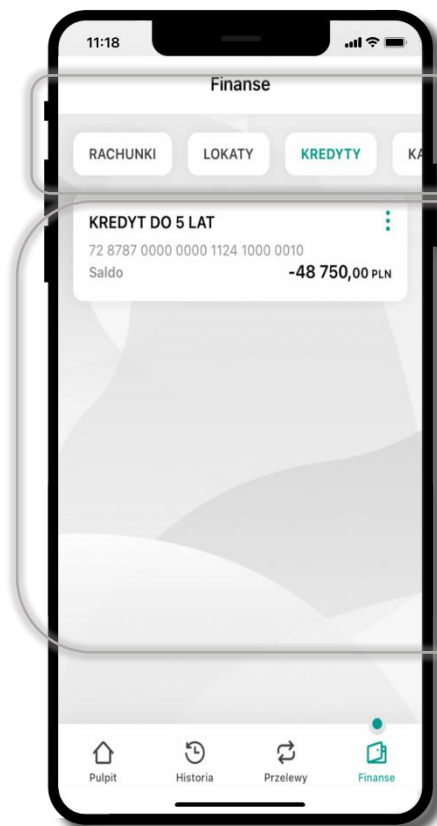 11:18
Finanse
RACHUNKI LOKATY KREDYTY KA
KREDYT DO 5 LAT
72 8787 0000 0000 1124 1000 0010
Saldo -48 750,00 PLN
Pulpit Historia Przelewy Finanse